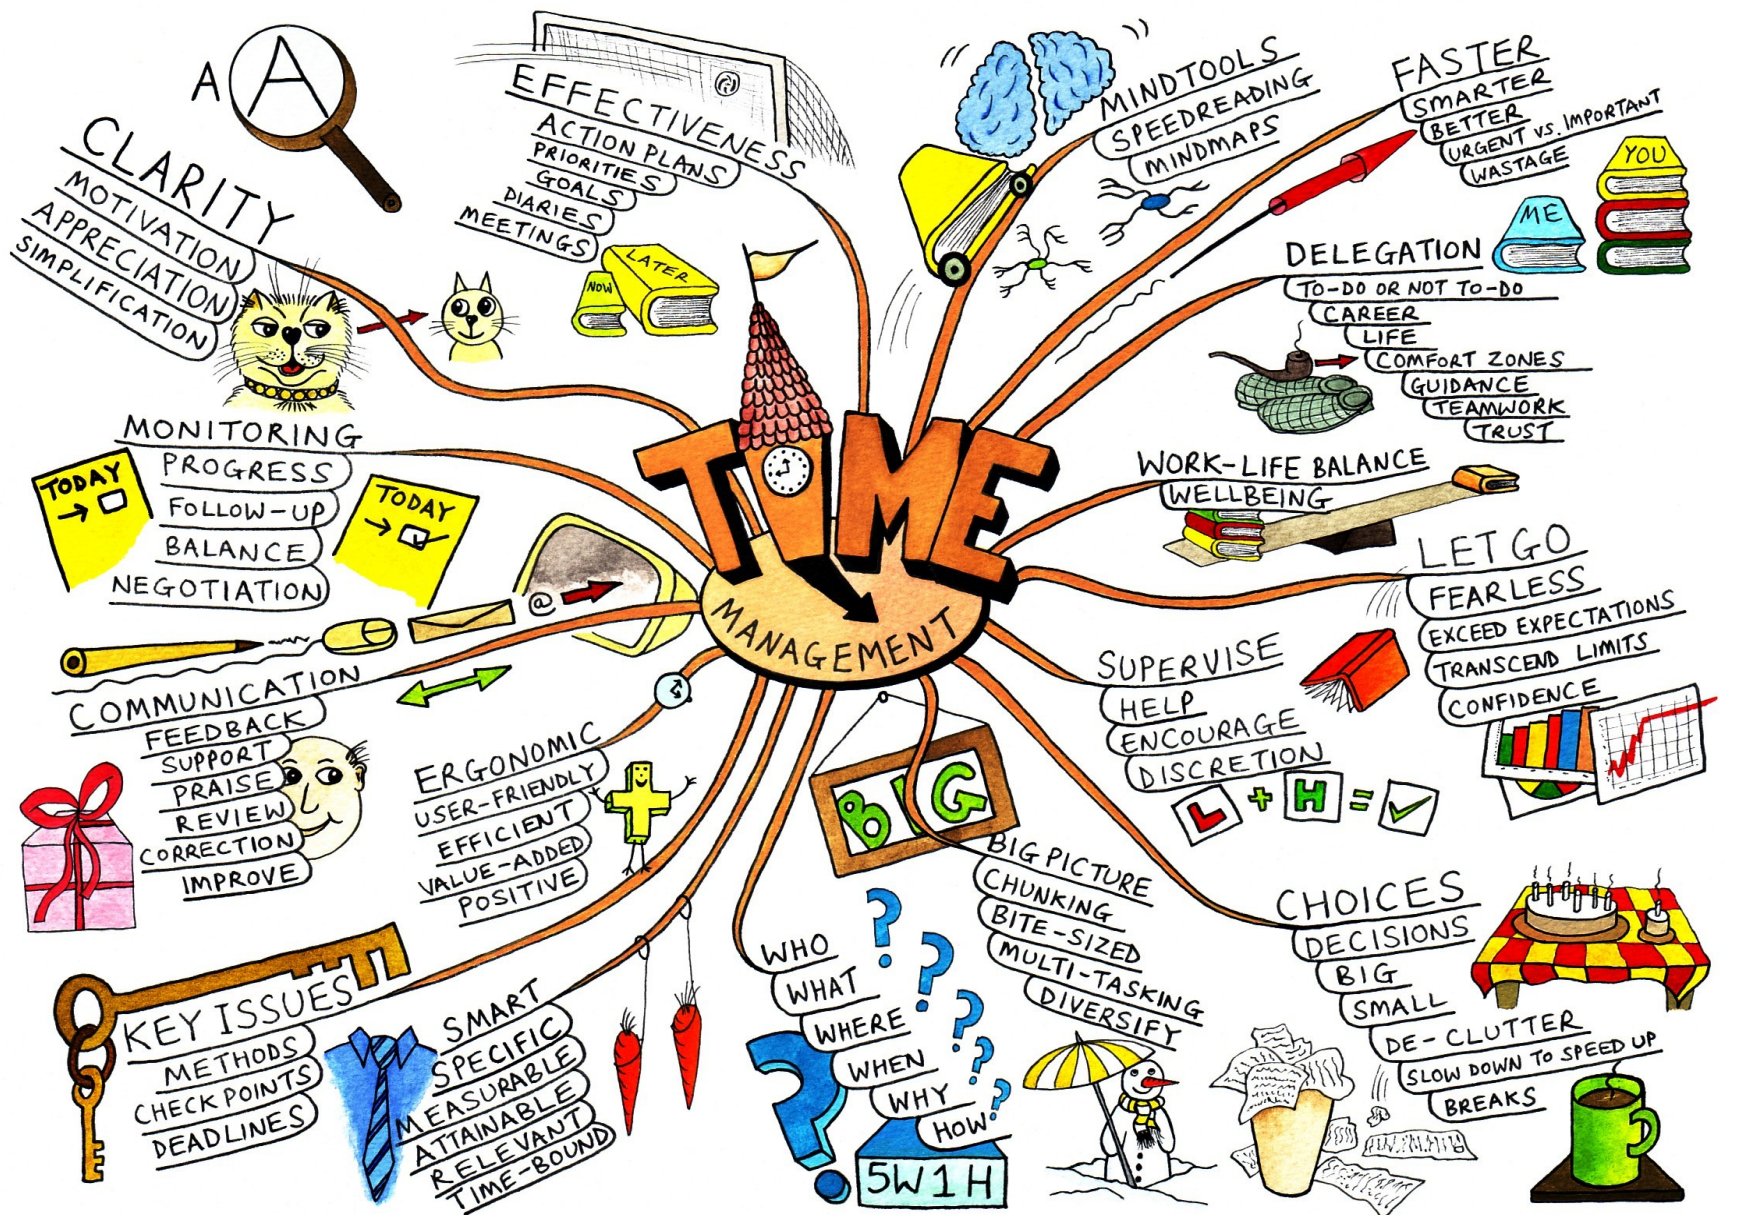 TIME
MANAGEMENT
A A
CLARITY
MOTIVATION
APPRECIATION
SIMPLIFICATION
EFFECTIVENESS
ACTION PLANS
PRIORITIES
GOALS
DIARIES
MEETINGS
NOW
LATER
MINDTOOLS
SPEEDREADING
MINDMAPS
FASTER
SMARTER
BETTER
URGENT VS. IMPORTANT
WASTAGE
YOU
ME
DELEGATION
TO-DO OR NOT TO-DO
CAREER
LIFE
COMFORT ZONES
GUIDANCE
TEAMWORK
TRUST
WORK-LIFE BALANCE
WELLBEING
LET GO
FEARLESS
EXCEED EXPECTATIONS
TRANSCEND LIMITS
CONFIDENCE
SUPERVISE
HELP
ENCOURAGE
DISCRETION
L + H =
CHOICES
DECISIONS
BIG
SMALL
DE-CLUTTER
SLOW DOWN TO SPEED UP
BREAKS
BIG
BIG PICTURE
CHUNKING
BITE-SIZED
MULTI-TASKING
DIVERSIFY
WHO
WHAT
WHERE
WHEN
WHY
HOW
? ? ? ? ? ?
5W1H
SMART
SPECIFIC
MEASURABLE
ATTAINABLE
RELEVANT
TIME-BOUND
KEY ISSUES
METHODS
CHECKPOINTS
DEADLINES
ERGONOMIC
USER-FRIENDLY
EFFICIENT
VALUE-ADDED
POSITIVE
COMMUNICATION
FEEDBACK
SUPPORT
PRAISE
REVIEW
CORRECTION
IMPROVE
@
MONITORING
PROGRESS
FOLLOW-UP
BALANCE
NEGOTIATION
TODAY
TODAY